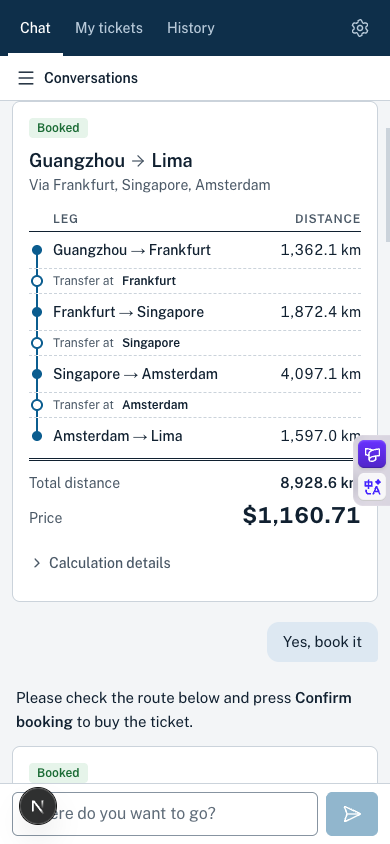 Chat My tickets History
Conversations
Booked
Guangzhou → Lima
Via Frankfurt, Singapore, Amsterdam
LEG DISTANCE
Guangzhou → Frankfurt 1,362.1 km
Transfer at Frankfurt
Frankfurt → Singapore 1,872.4 km
Transfer at Singapore
Singapore → Amsterdam 4,097.1 km
Transfer at Amsterdam
Amsterdam → Lima 1,597.0 km
Total distance 8,928.6 km
Price $1,160.71
Calculation details
Yes, book it
Please check the route below and press Confirm
booking to buy the ticket.
Booked
N
do you want to go?